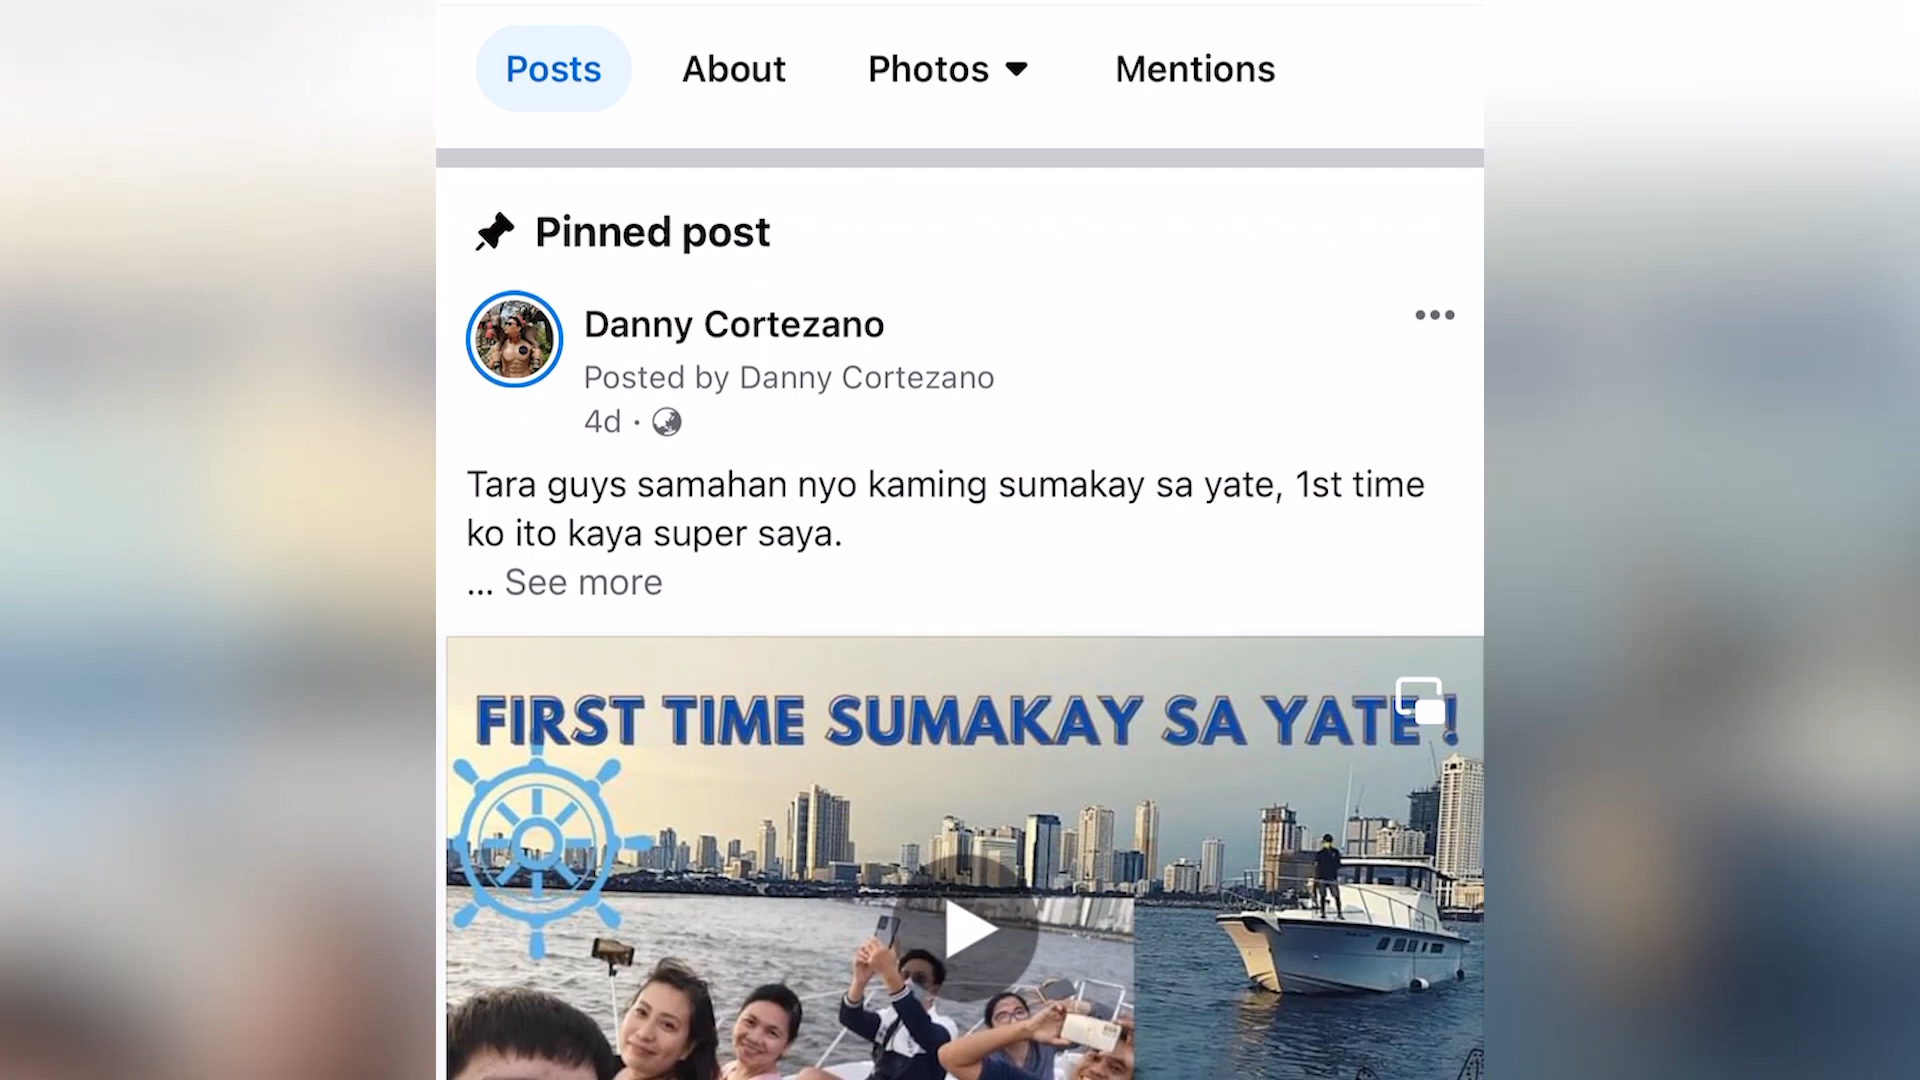 Posts About Photos Mentions
Pinned post
Danny Cortezano
Posted by Danny Cortezano
4d ·
Tara guys samahan nyo kaming sumakay sa yate, 1st time
ko ito kaya super saya.
... See more
FIRST TIME SUMAKAY SA YATE !